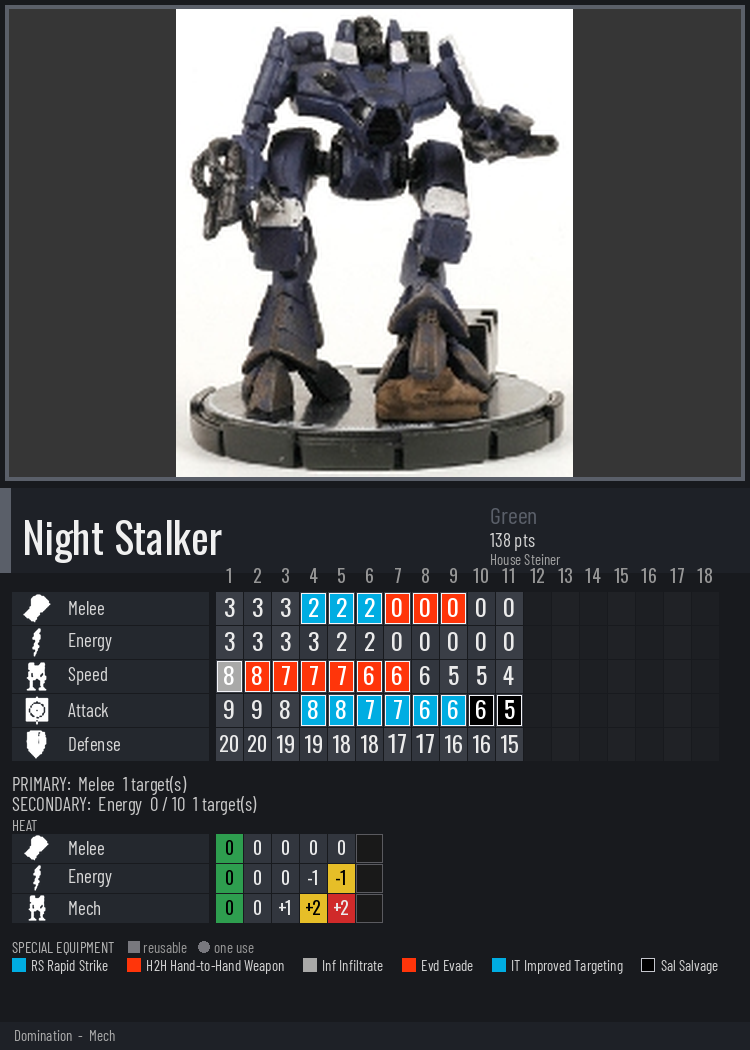 Night Stalker
Green
138 pts
House Steiner
1 2 3 4 5 6 7 8 9 10 11 12 13 14 15 16 17 18
Melee 3 3 3 2 2 2 0 0 0 0 0
Energy 3 3 3 3 2 2 0 0 0 0 0
Speed 8 8 7 7 7 6 6 6 5 5 4
Attack 9 9 8 8 8 7 7 6 6 6 5
Defense 20 20 19 19 18 18 17 17 16 16 15
PRIMARY: Melee 1 target(s)
SECONDARY: Energy 0 / 10 1 target(s)
HEAT
Melee 0 0 0 0 0
Energy 0 0 0 -1 -1
Mech 0 0 +1 +2 +2
SPECIAL EQUIPMENT reusable one use
RS Rapid Strike H2H Hand-to-Hand Weapon Inf Infiltrate Evd Evade IT Improved Targeting Sal Salvage
Domination - Mech